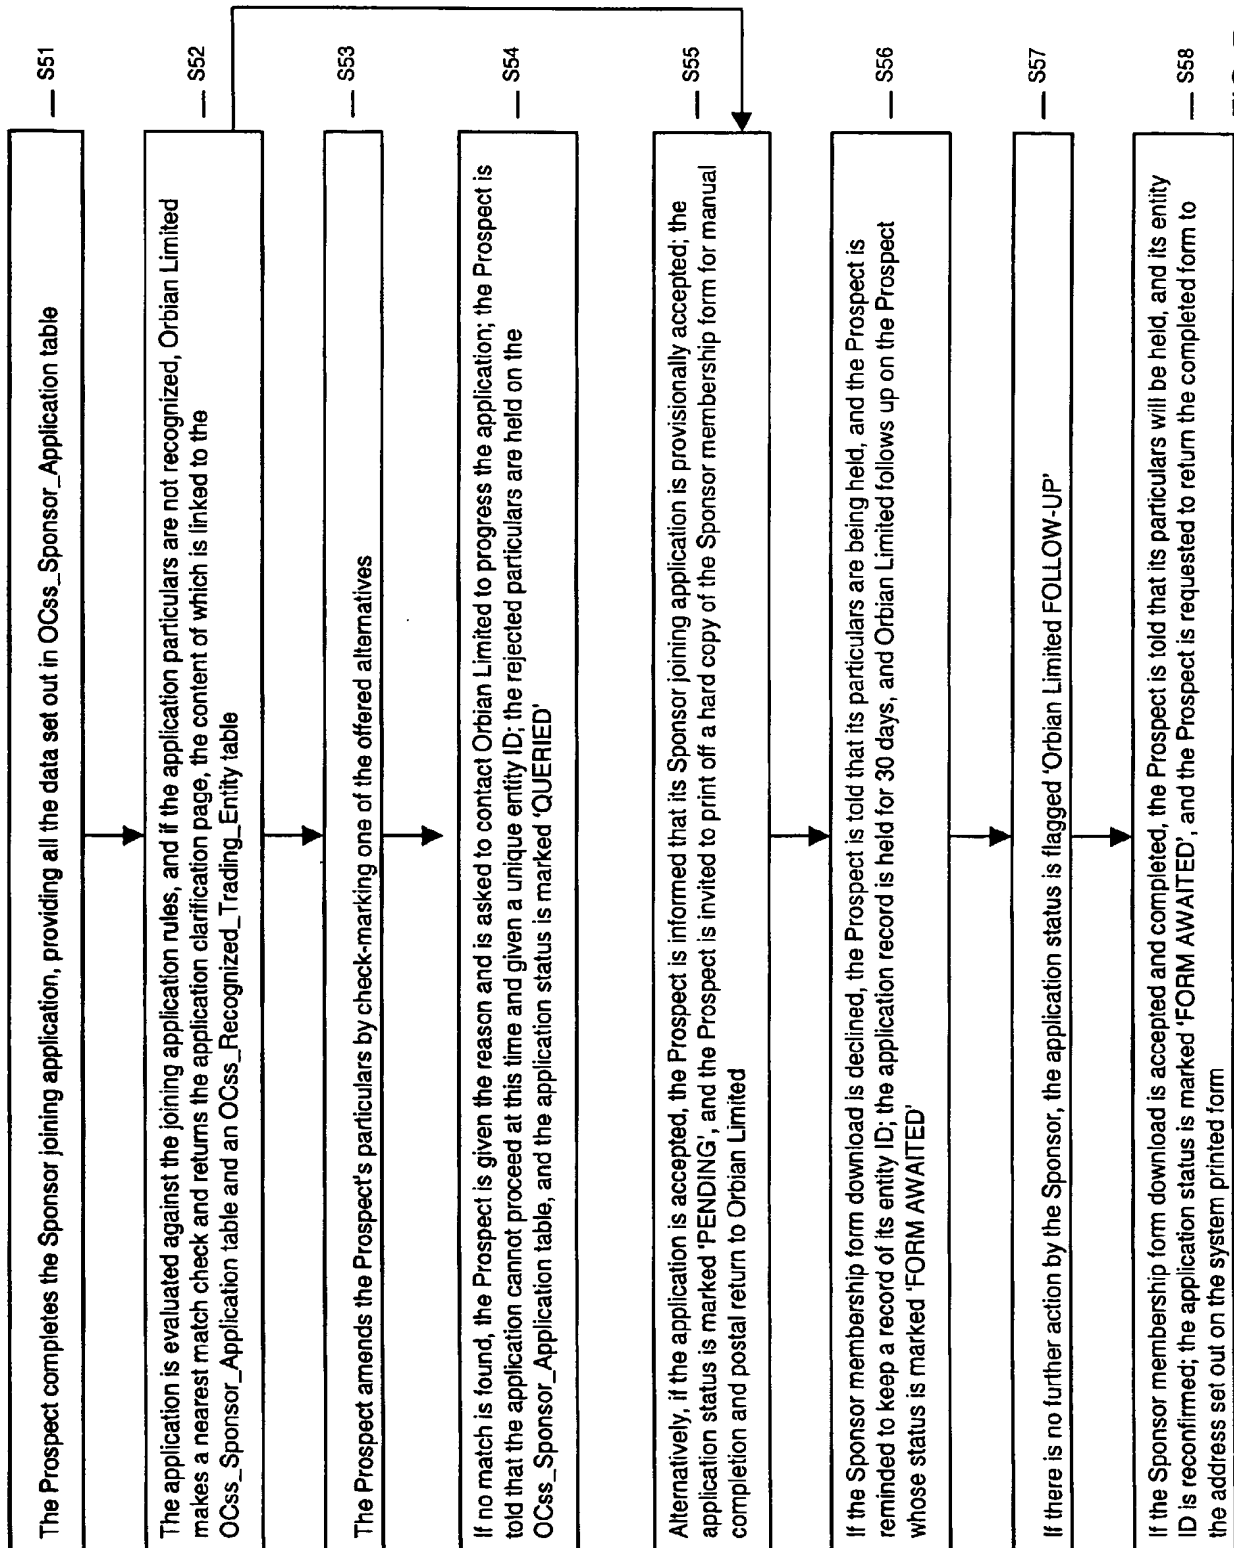 The Prospect completes the Sponsor joining application, providing all the data set out in OCss_Sponsor_Application table
S51
The application is evaluated against the joining application rules, and if the application particulars are not recognized, Orbian Limited
makes a nearest match check and returns the application clarification page, the content of which is linked to the
OCss_Sponsor_Application table and an OCss_Recognized_Trading_Entity table
S52
The Prospect amends the Prospect's particulars by check-marking one of the offered alternatives
S53
If no match is found, the Prospect is given the reason and is asked to contact Orbian Limited to progress the application; the Prospect is
told that the application cannot proceed at this time and given a unique entity ID; the rejected particulars are held on the
OCss_Sponsor_Application table, and the application status is marked 'QUERIED'
S54
Alternatively, if the application is accepted, the Prospect is informed that its Sponsor joining application is provisionally accepted; the
application status is marked 'PENDING', and the Prospect is invited to print off a hard copy of the Sponsor membership form for manual
completion and postal return to Orbian Limited
S55
If the Sponsor membership form download is declined, the Prospect is told that its particulars are being held, and the Prospect is
reminded to keep a record of its entity ID; the application record is held for 30 days, and Orbian Limited follows up on the Prospect
whose status is marked 'FORM AWAITED'
S56
If there is no further action by the Sponsor, the application status is flagged 'Orbian Limited FOLLOW-UP'
S57
If the Sponsor membership form download is accepted and completed, the Prospect is told that its particulars will be held, and its entity
ID is reconfirmed; the application status is marked 'FORM AWAITED', and the Prospect is requested to return the completed form to
the address set out on the system printed form
S58